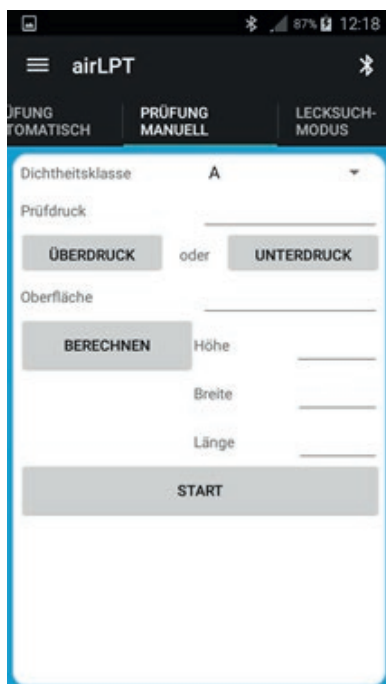 87% 12:18
airLPT
ÜFUNG
TOMATISCH
PRÜFUNG
MANUELL
LECKSUCH-
MODUS
Dichtheitsklasse A
Prüfdruck
ÜBERDRUCK oder UNTERDRUCK
Oberfläche
BERECHNEN Höhe
Breite
Länge
START